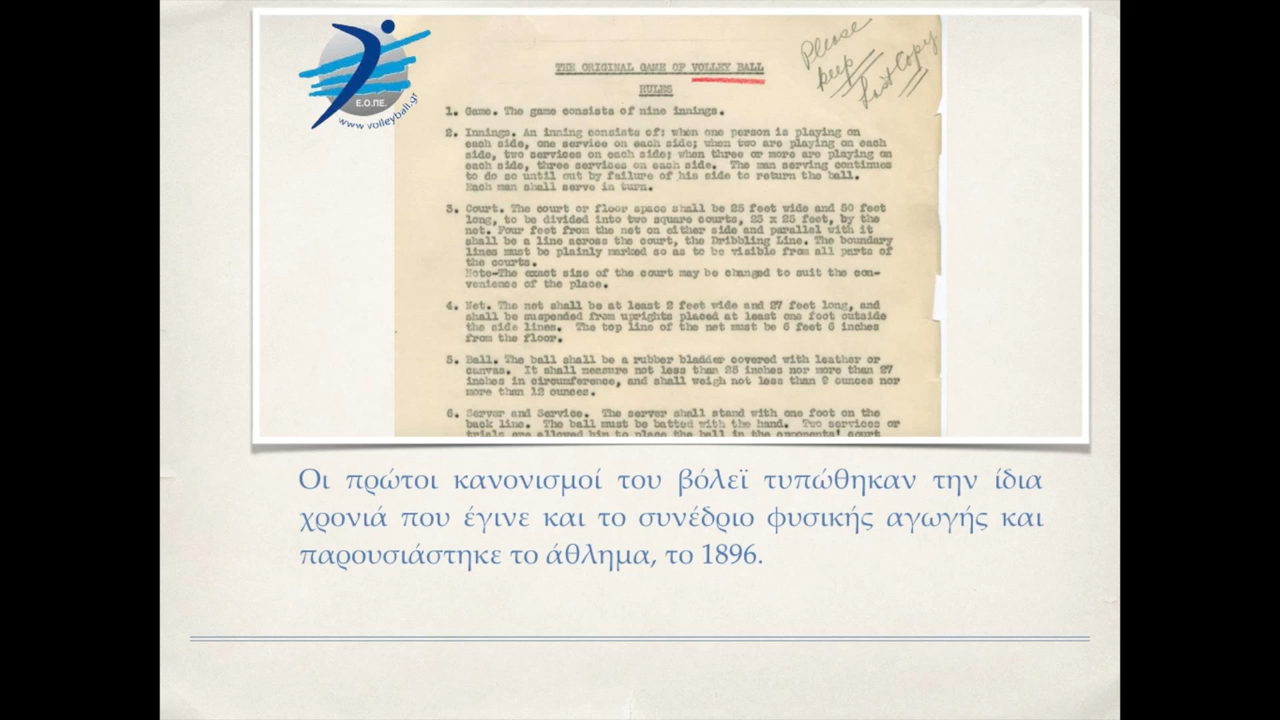 Ε.Ο.ΠΕ.
www.volleyball.gr
Please
keep
Last Copy
THE ORIGINAL GAME OF VOLLEY BALL
RULES
1. Game. The game consists of nine innings.
2. Innings. An inning consists of: when one person is playing on
each side, one service on each side; when two are playing on each
side, two services on each side; when three or more are playing on
each side, three services on each side. The man serving continues
to do so until out by failure of his side to return the ball.
Each man shall serve in turn.
3. Court. The court or floor space shall be 25 feet wide and 50 feet
long, to be divided into two square courts, 25 x 25 feet, by the
net. Four feet from the net on either side and parallel with it
shall be a line across the court, the Dribbling Line. The boundary
lines must be plainly marked so as to be visible from all parts of
the courts.
Note-The exact size of the court may be changed to suit the con-
venience of the place.
4. Net. The net shall be at least 2 feet wide and 27 feet long, and
shall be suspended from uprights placed at least one foot outside
the side lines. The top line of the net must be 6 feet 6 inches
from the floor.
5. Ball. The ball shall be a rubber bladder covered with leather or
canvas. It shall measure not less than 25 inches nor more than 27
inches in circumference, and shall weigh not less than 9 ounces nor
more than 12 ounces.
6. Server and Service. The server shall stand with one foot on the
back line. The ball must be batted with the hand. Two services or
trials are allowed him to place the ball in the opponents' court
Οι πρώτοι κανονισμοί του βόλεϊ τυπώθηκαν την ίδια
χρονιά που έγινε και το συνέδριο φυσικής αγωγής και
παρουσιάστηκε το άθλημα, το 1896.